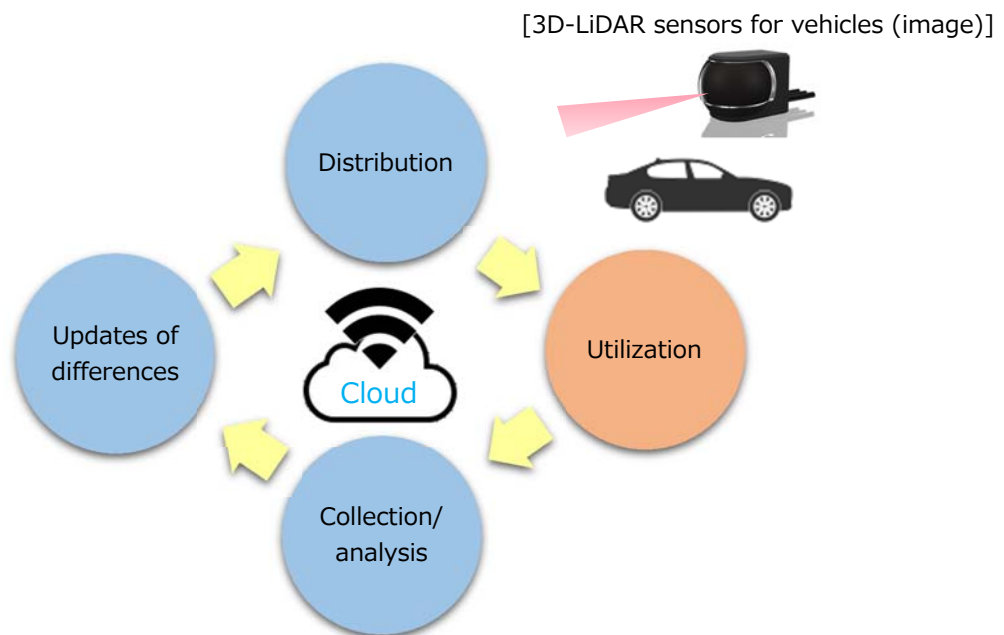 [3D-LiDAR sensors for vehicles (image)]
Distribution
Updates of
differences
Utilization
Cloud
Collection/
analysis